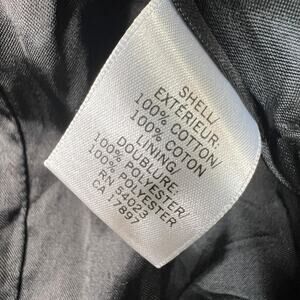 SHELL/
EXTERIEUR:
100% COTTON/
100% COTON
LINING/
DOUBLURE:
100% POLYESTER/
100% POLYESTER
RN 54023
CA 17897